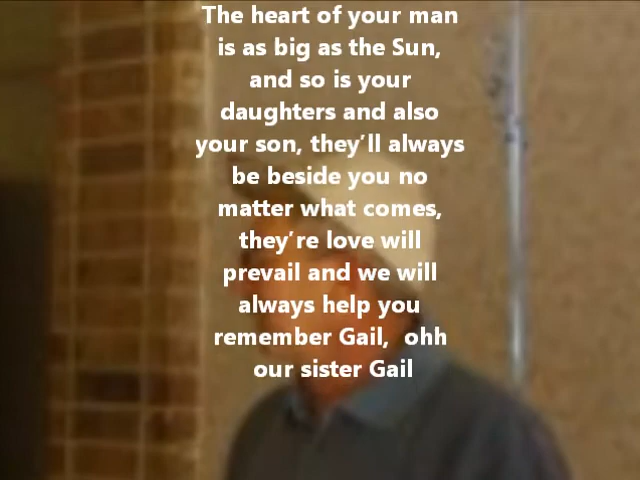 The heart of your man
is as big as the Sun,
and so is your
daughters and also
your son, they’ll always
be beside you no
matter what comes,
they’re love will
prevail and we will
always help you
remember Gail,  ohh
our sister Gail